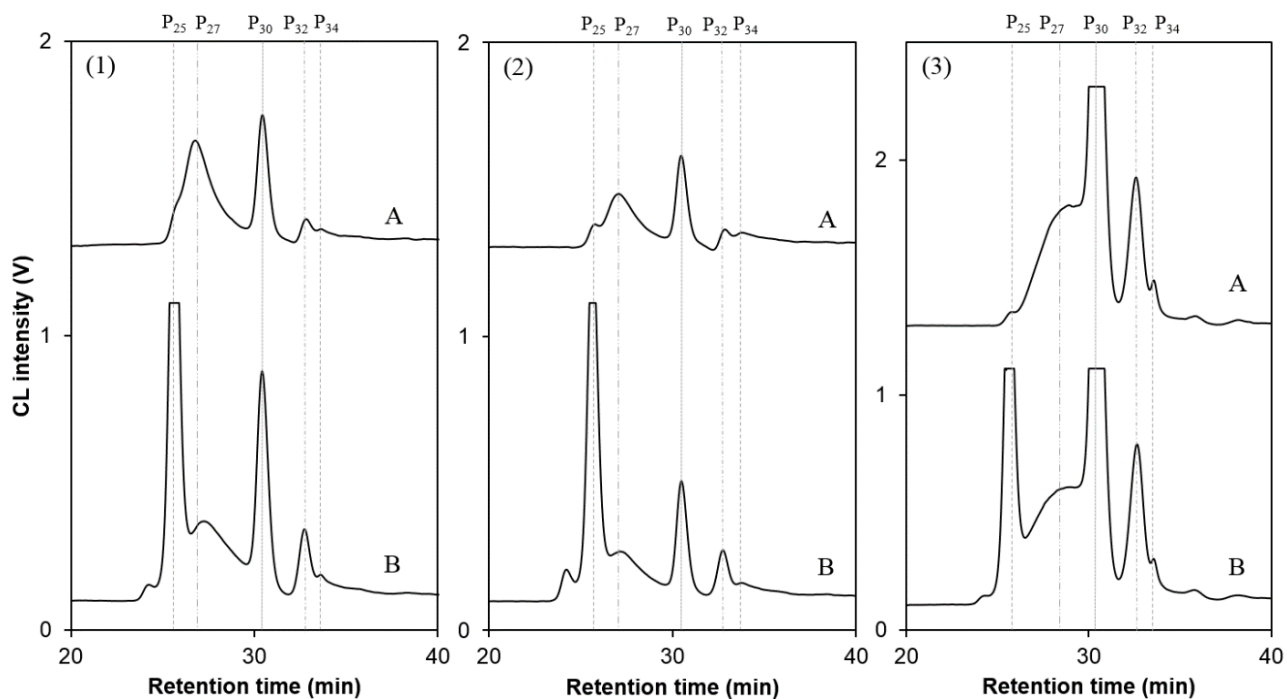 P25 P27 P30 P32 P34
P25 P27 P30 P32 P34
P25 P27 P30 P32 P34
CL intensity (V)
2
1
0
(1)
A
B
20 30 40
Retention time (min)
2
1
0
(2)
A
B
20 30 40
Retention time (min)
2
1
0
(3)
A
B
20 30 40
Retention time (min)